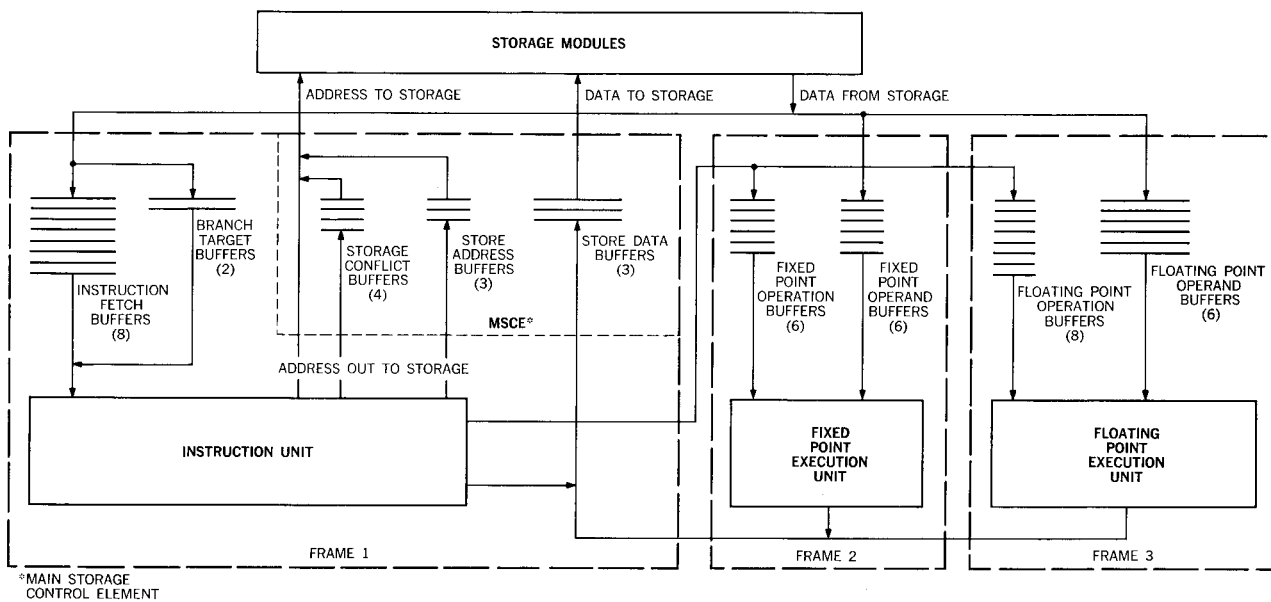 STORAGE MODULES
ADDRESS TO STORAGE
DATA TO STORAGE
DATA FROM STORAGE
BRANCH
TARGET
BUFFERS
(2)
INSTRUCTION
FETCH
BUFFERS
(8)
STORAGE
CONFLICT
BUFFERS
(4)
STORE
ADDRESS
BUFFERS
(3)
STORE DATA
BUFFERS
(3)
MSCE*
FIXED
POINT
OPERATION
BUFFERS
(6)
FIXED
POINT
OPERAND
BUFFERS
(6)
FLOATING POINT
OPERATION
BUFFERS
(8)
FLOATING POINT
OPERAND
BUFFERS
(6)
ADDRESS OUT TO STORAGE
INSTRUCTION UNIT
FIXED
POINT
EXECUTION
UNIT
FLOATING
POINT
EXECUTION
UNIT
FRAME 1
FRAME 2
FRAME 3
*MAIN STORAGE
CONTROL ELEMENT